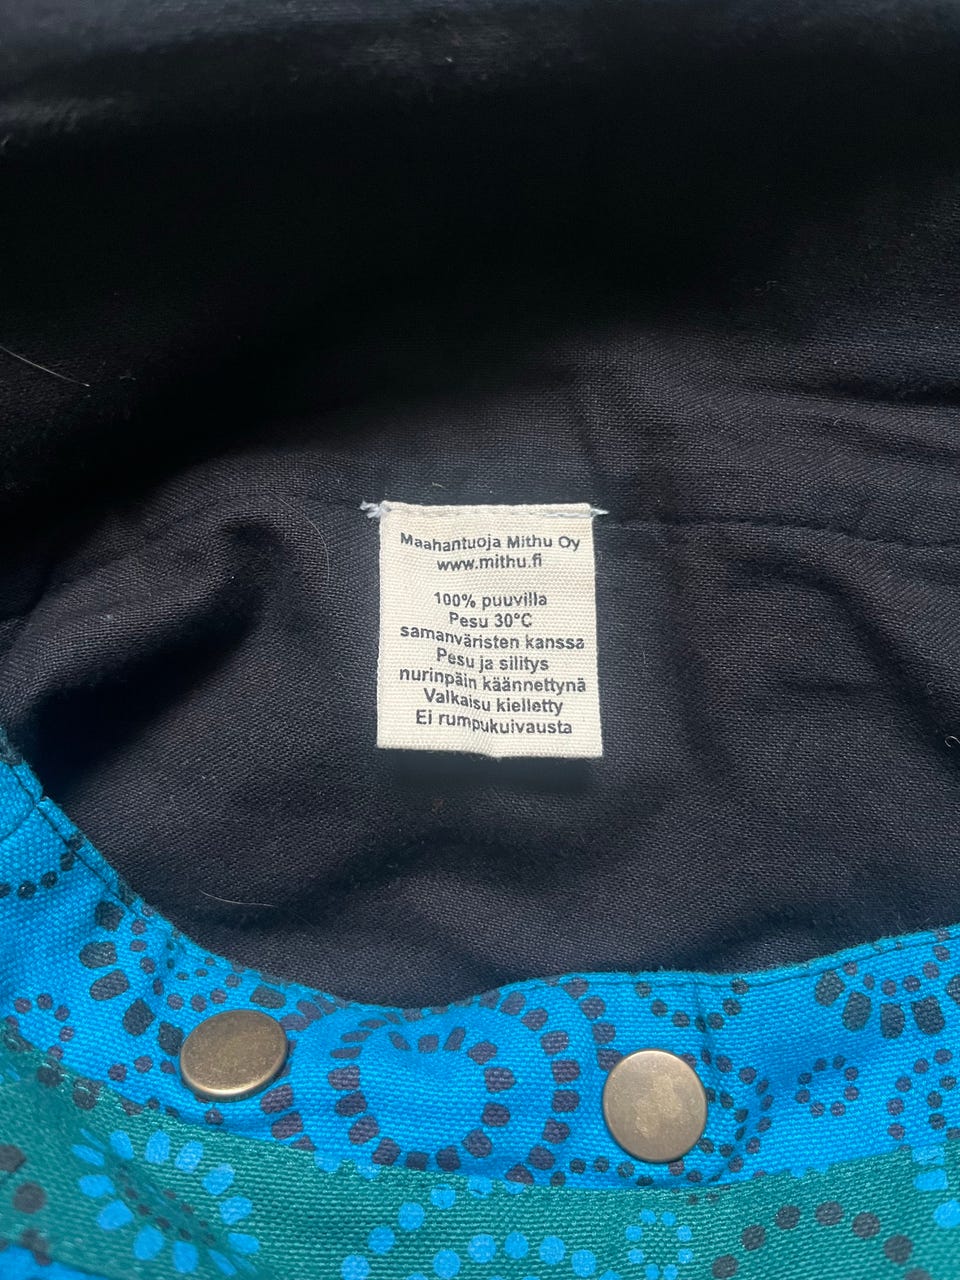 Maahantuoja Mithu Oy
www.mithu.fi
100% puuvilla
Pesu 30°C
samanväristen kanssa
Pesu ja silitys
nurinpäin käännettynä
Valkaisu kielletty
Ei rumpukuivausta